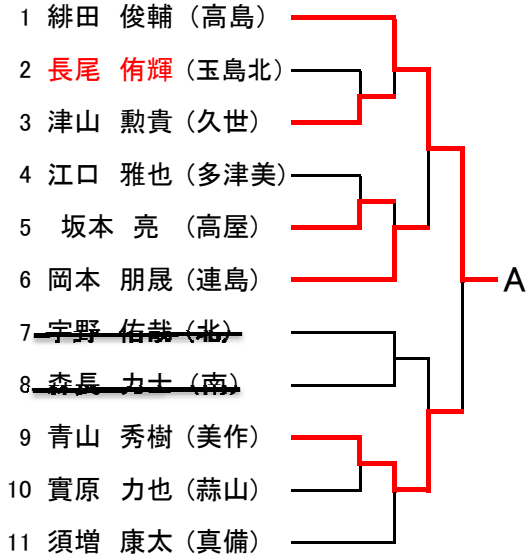 1 緋田 俊輔 (高島)
2 長尾 侑輝 (玉島北)
3 津山 勲貴 (久世)
4 江口 雅也 (多津美)
5 坂本 亮 (高屋)
6 岡本 朋晟 (連島)
7 宇野 佑哉 (北)
8 森長 力士 (南)
9 青山 秀樹 (美作)
10 實原 力也 (蒜山)
11 須増 康太 (真備)
A